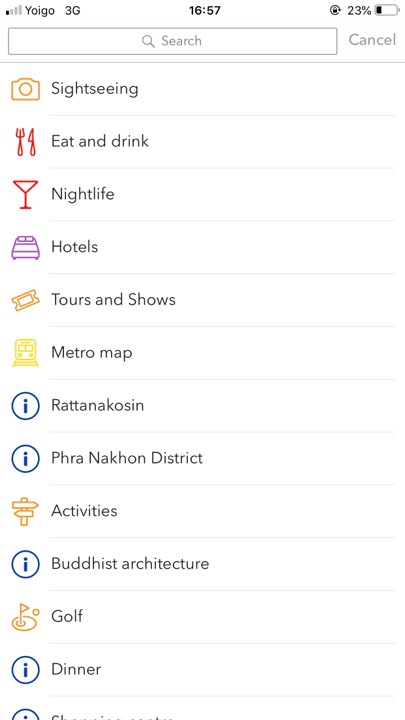 Yoigo 3G 16:57 23%
Search Cancel
Sightseeing
Eat and drink
Nightlife
Hotels
Tours and Shows
Metro map
Rattanakosin
Phra Nakhon District
Activities
Buddhist architecture
Golf
Dinner